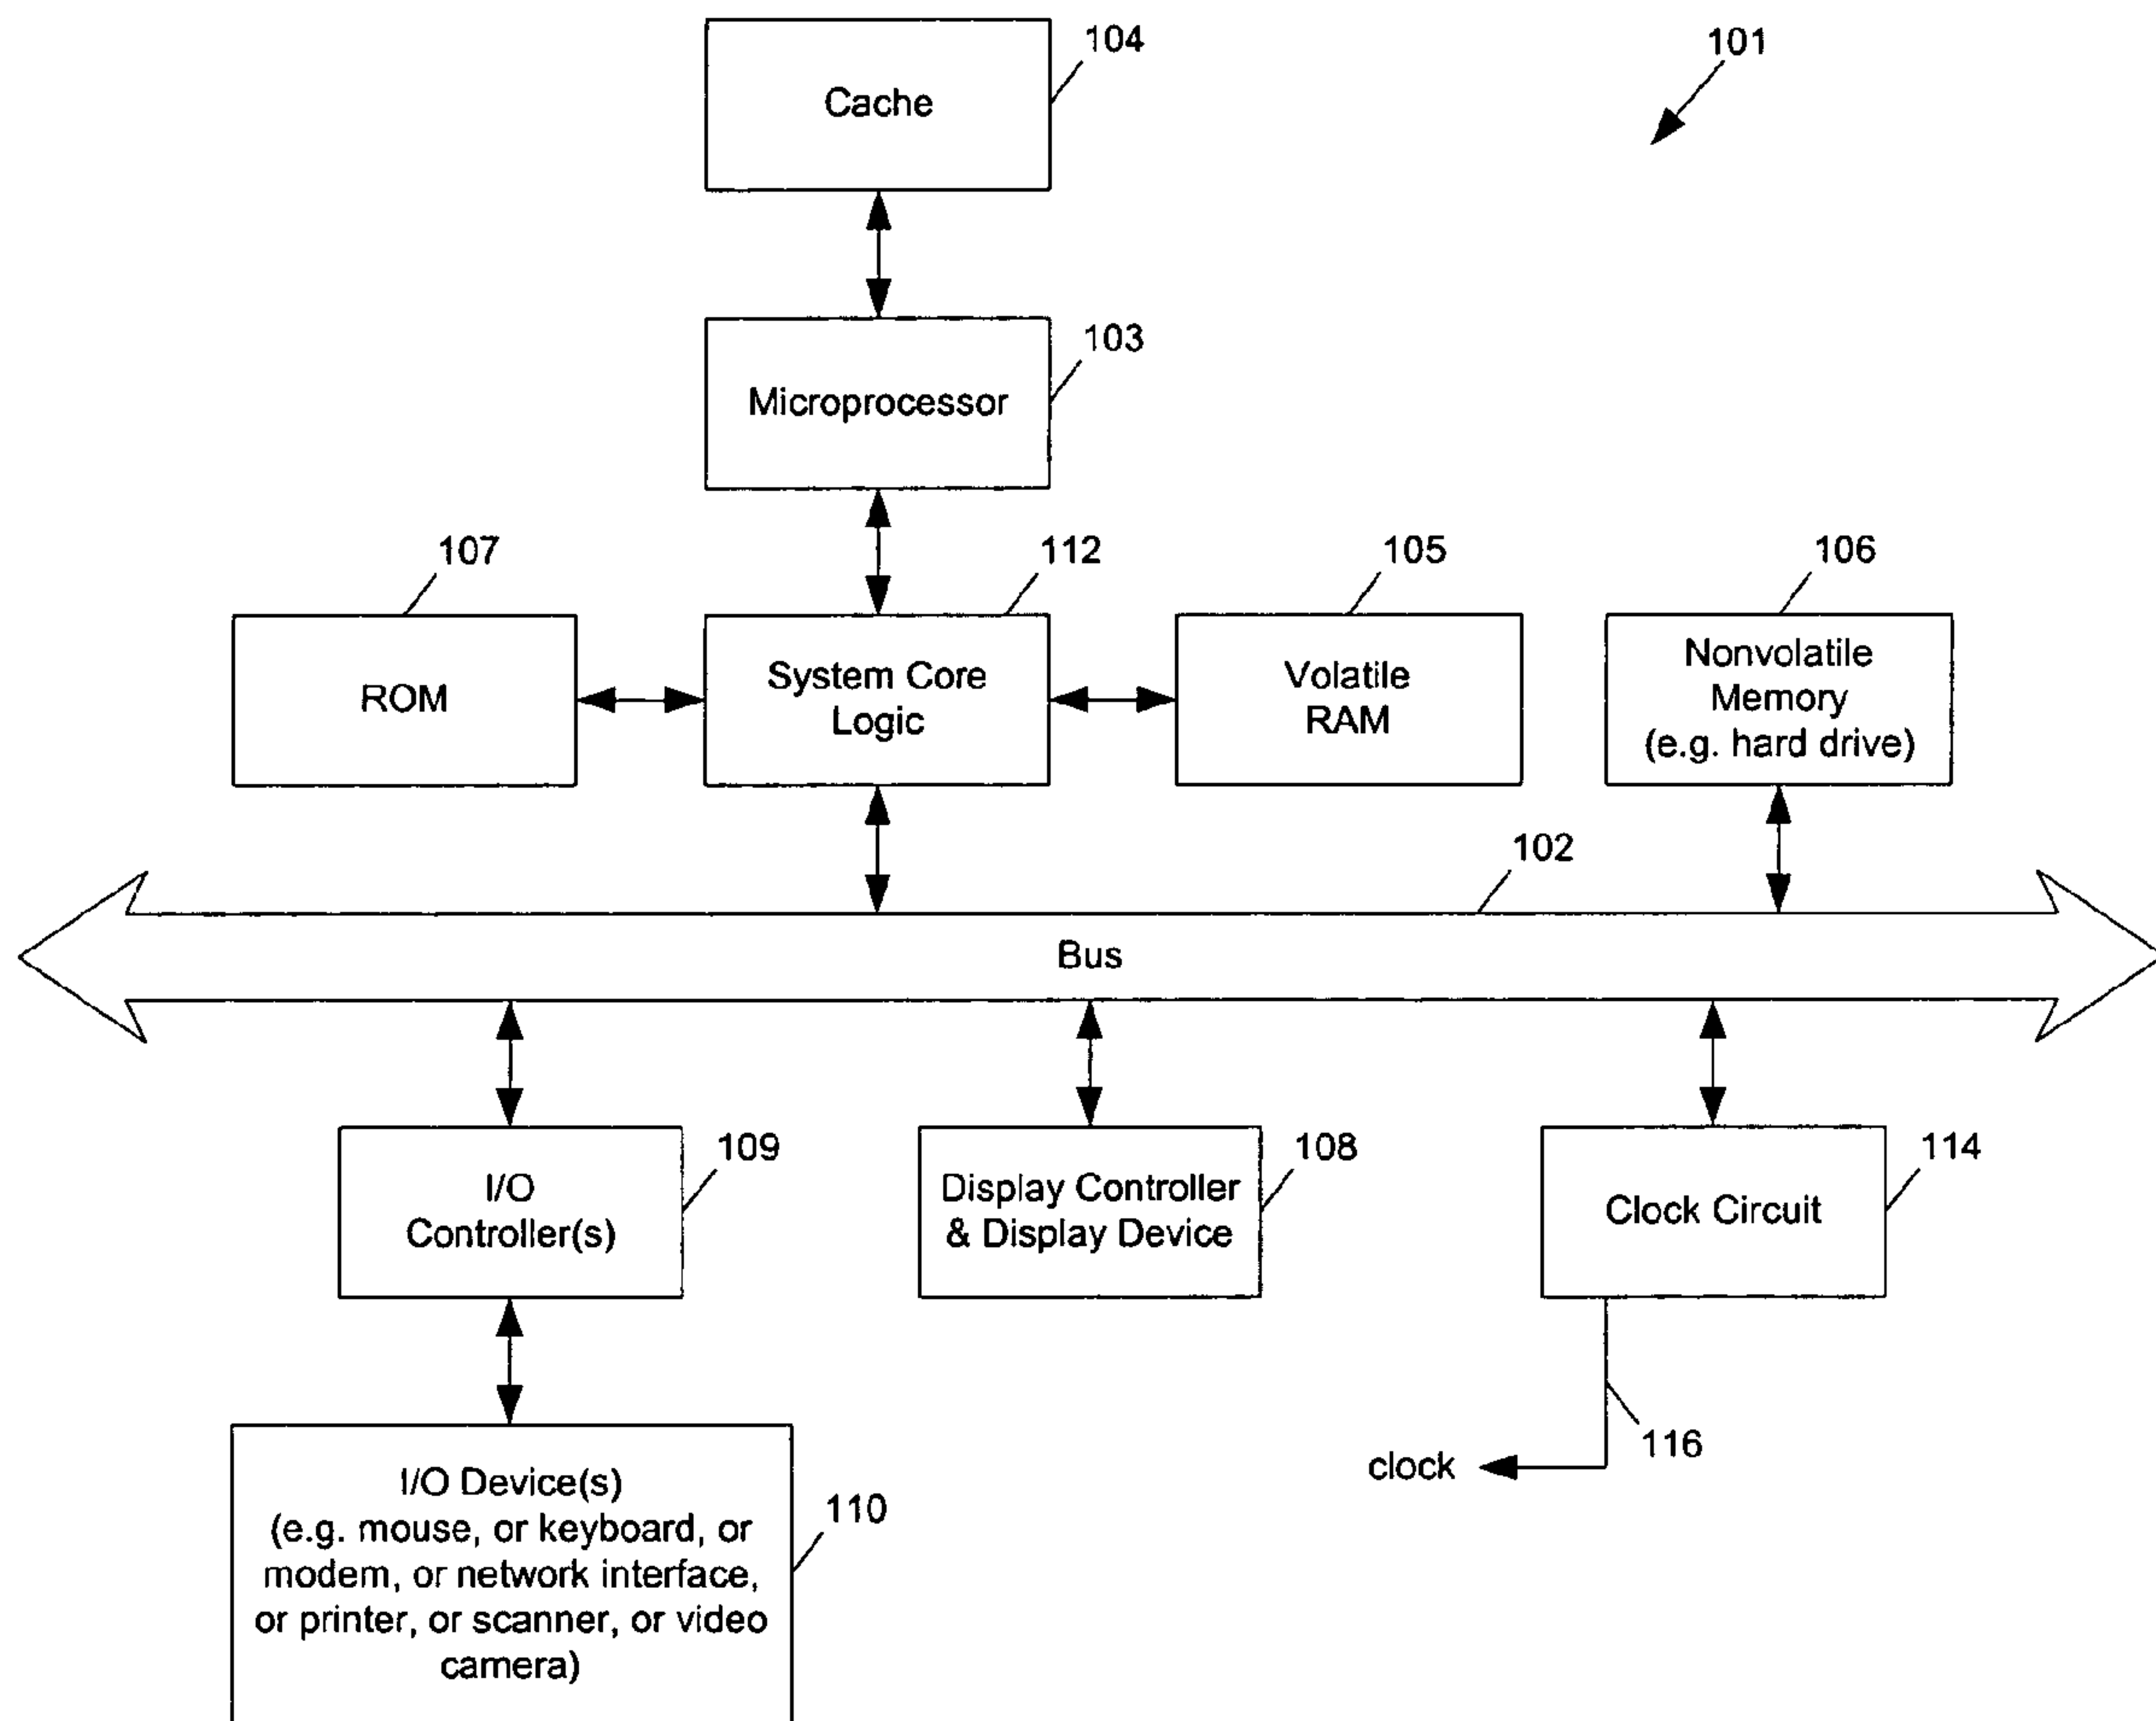 104
101
Cache
103
Microprocessor
107
112
105
106
ROM
System Core
Logic
Volatile
RAM
Nonvolatile
Memory
(e.g. hard drive)
102
Bus
109
108
114
I/O
Controller(s)
Display Controller
& Display Device
Clock Circuit
116
clock
110
I/O Device(s)
(e.g. mouse, or keyboard, or
modem, or network interface,
or printer, or scanner, or video
camera)